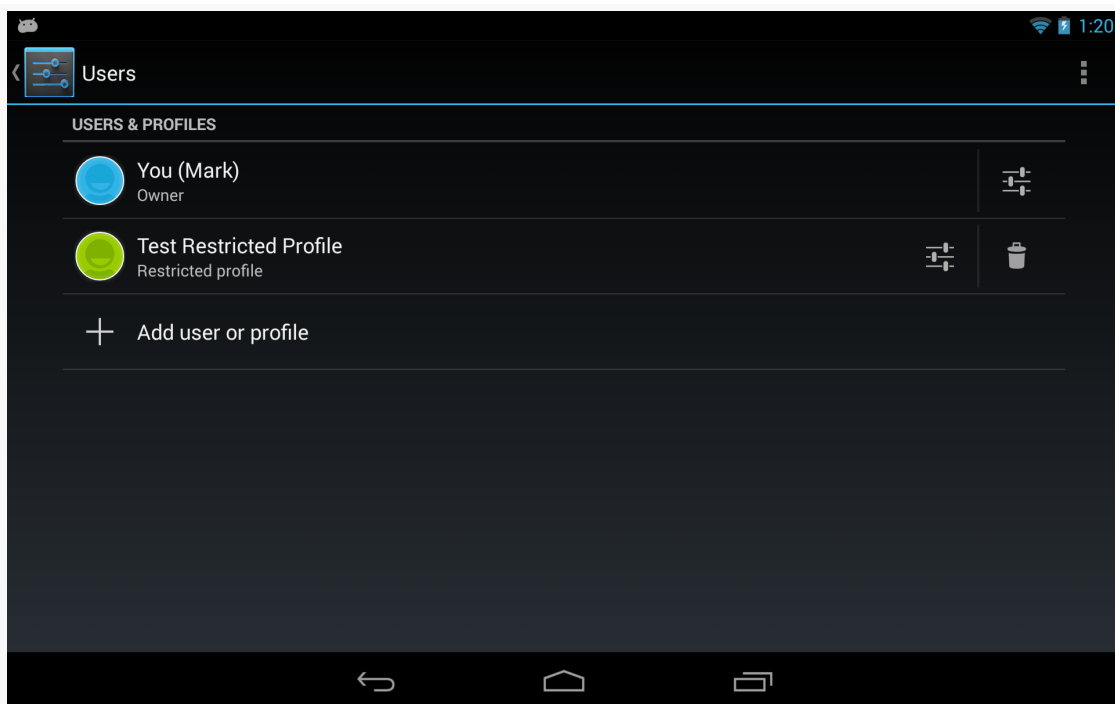 1:20
Users
USERS & PROFILES
You (Mark)
Owner
Test Restricted Profile
Restricted profile
Add user or profile